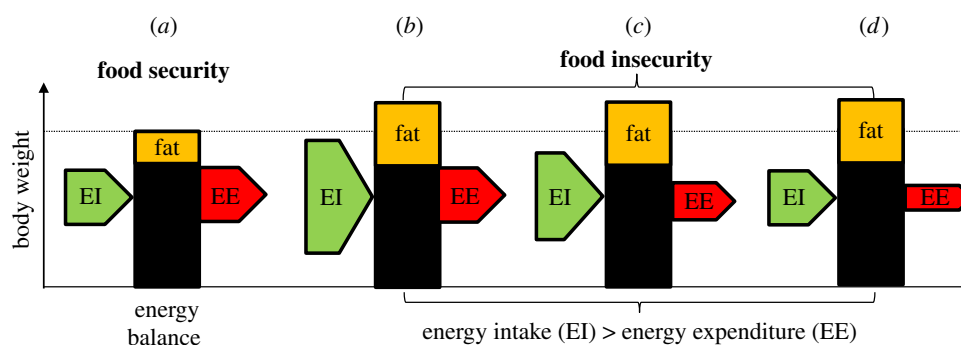 (a) (b) (c) (d)
food security food insecurity
body weight
fat fat fat fat
EI EE EI EE EI EE EI EE
energy
balance
energy intake (EI) > energy expenditure (EE)